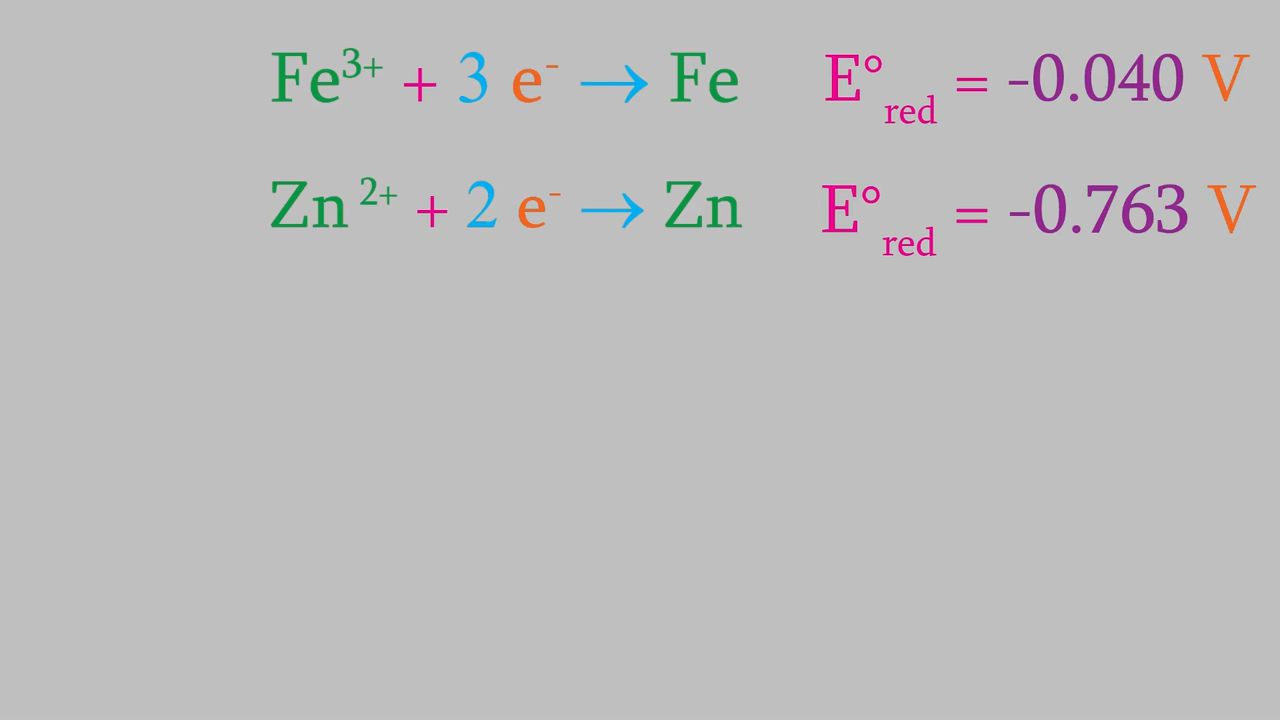 Fe³⁺ + 3 e⁻ → Fe E°red = -0.040 V
Zn ²⁺ + 2 e⁻ → Zn E°red = -0.763 V